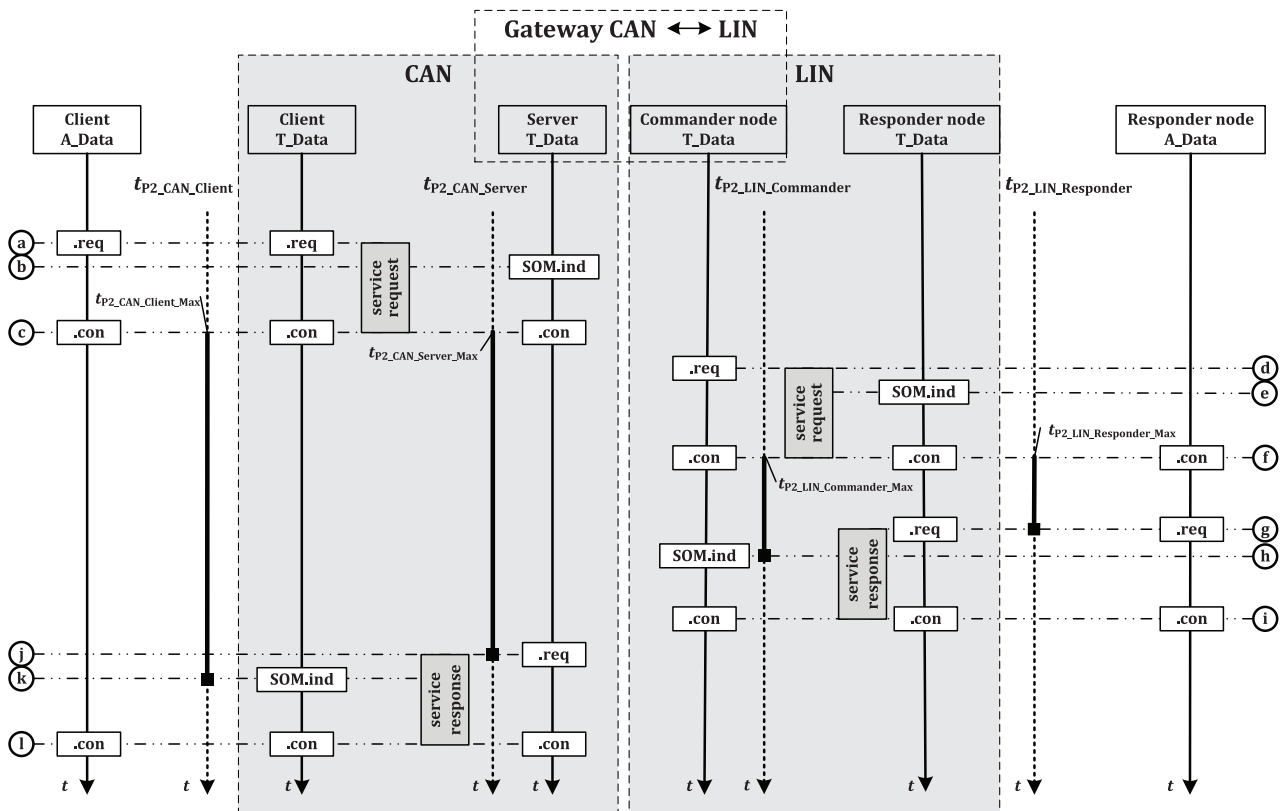 Gateway CAN ↔ LIN
CAN
LIN
Client
A_Data
Client
T_Data
Server
T_Data
Commander node
T_Data
Responder node
T_Data
Responder node
A_Data
tP2_CAN_Client
tP2_CAN_Server
tP2_LIN_Commander
tP2_LIN_Responder
a
.req
.req
service
request
b
SOM.ind
tP2_CAN_Client_Max
c
.con
.con
.con
tP2_CAN_Server_Max
.req
d
service
request
SOM.ind
e
tP2_LIN_Responder_Max
.con
.con
.con
f
tP2_LIN_Commander_Max
.req
.req
g
service
response
SOM.ind
h
.con
.con
.con
i
j
.req
k
SOM.ind
service
response
l
.con
.con
.con
t
t
t
t
t
t
t
t
t
t